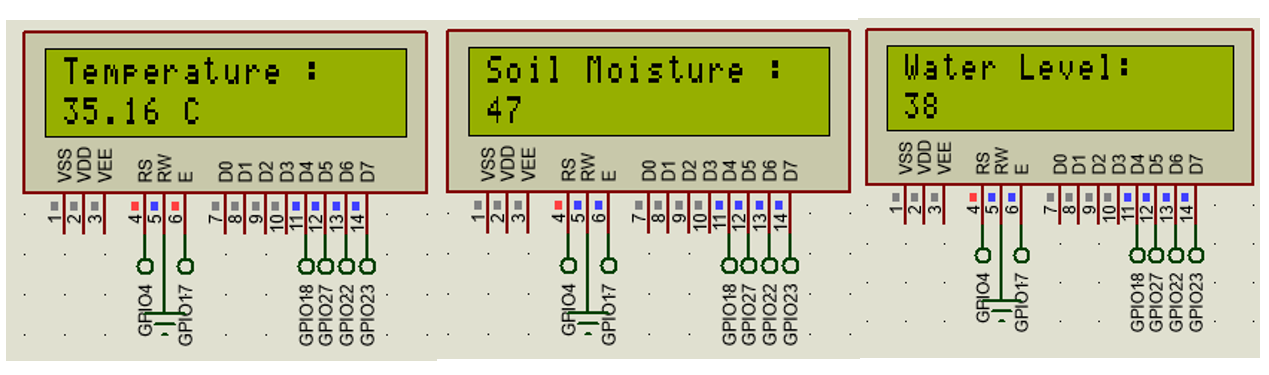 Temperature :
35.16 C
VSS VDD VEE RS RW E D0 D1 D2 D3 D4 D5 D6 D7
1 2 3 4 5 6 7 8 9 10 11 12 13 14
GPIO4 GPIO17 GPIO18 GPIO27 GPIO22 GPIO23
Soil Moisture :
47
VSS VDD VEE RS RW E D0 D1 D2 D3 D4 D5 D6 D7
1 2 3 4 5 6 7 8 9 10 11 12 13 14
GPIO4 GPIO17 GPIO18 GPIO27 GPIO22 GPIO23
Water Level:
38
VSS VDD VEE RS RW E D0 D1 D2 D3 D4 D5 D6 D7
1 2 3 4 5 6 7 8 9 10 11 12 13 14
GPIO4 GPIO17 GPIO18 GPIO27 GPIO22 GPIO23